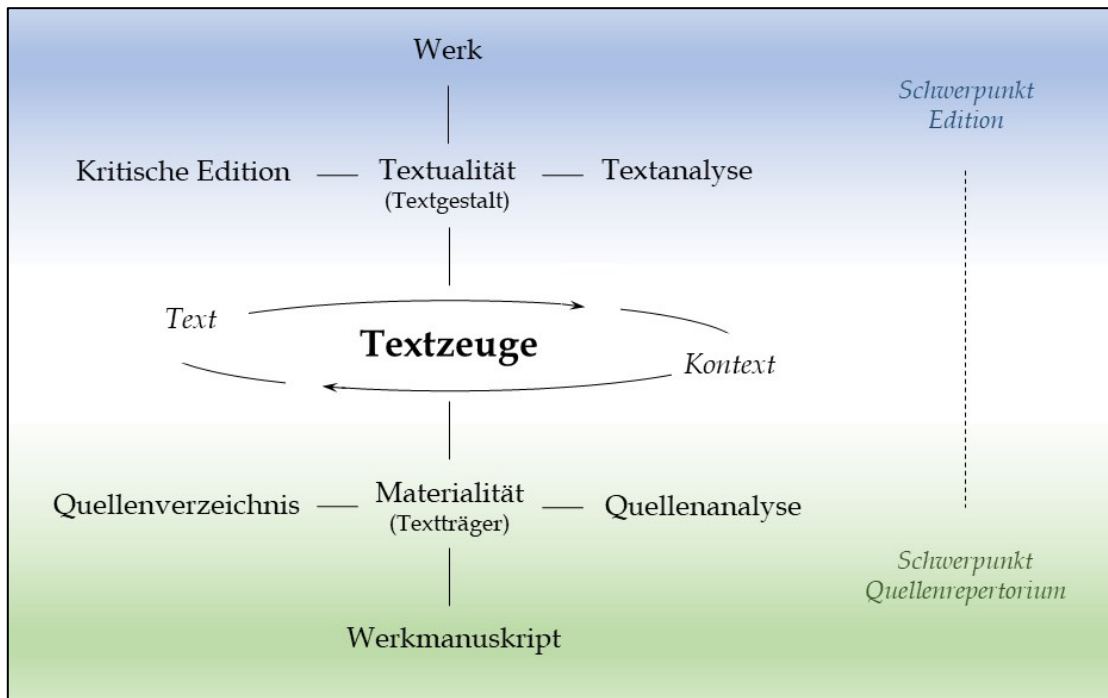 Werk
Schwerpunkt
Edition
Kritische Edition — Textualität — Textanalyse
(Textgestalt)
Text
Textzeuge
Kontext
Quellenverzeichnis — Materialität — Quellenanalyse
(Textträger)
Schwerpunkt
Quellenrepertorium
Werkmanuskript